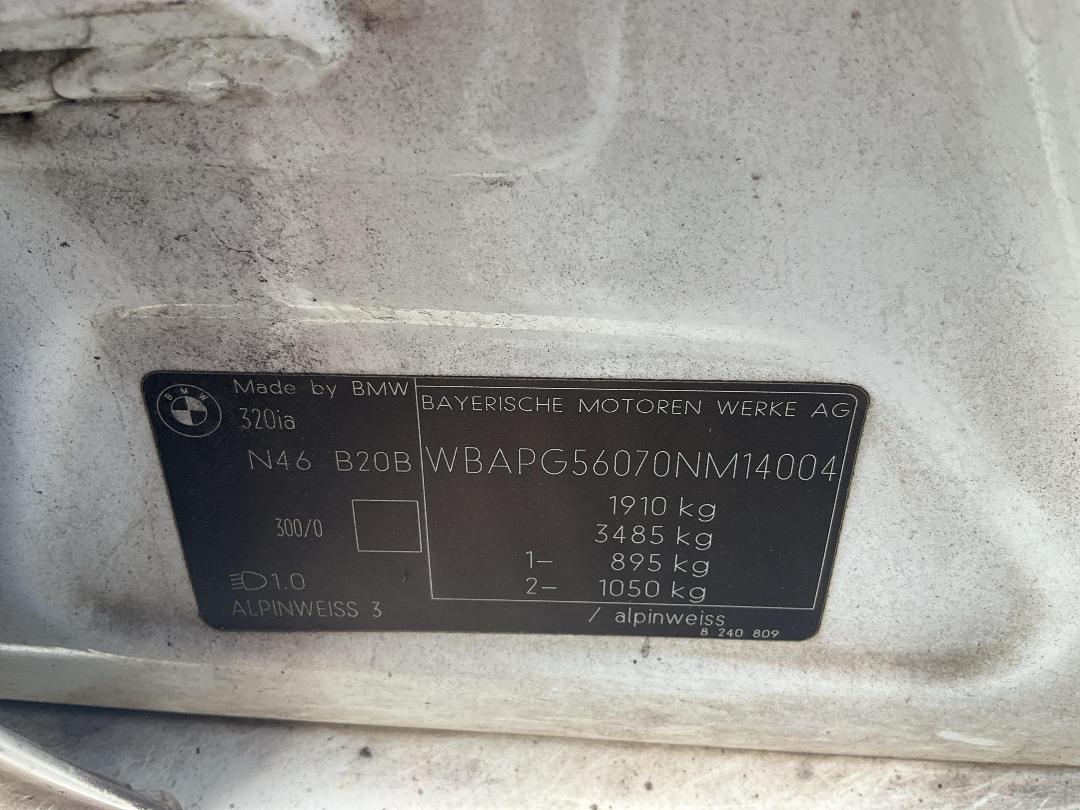 BMW
Made by BMW
320ia
N46 B20B
300/0
1.0
ALPINWEISS 3
BAYERISCHE MOTOREN WERKE AG
WBAPG56070NM14004
1910 kg
3485 kg
1– 895 kg
2– 1050 kg
/ alpinweiss
8 240 809